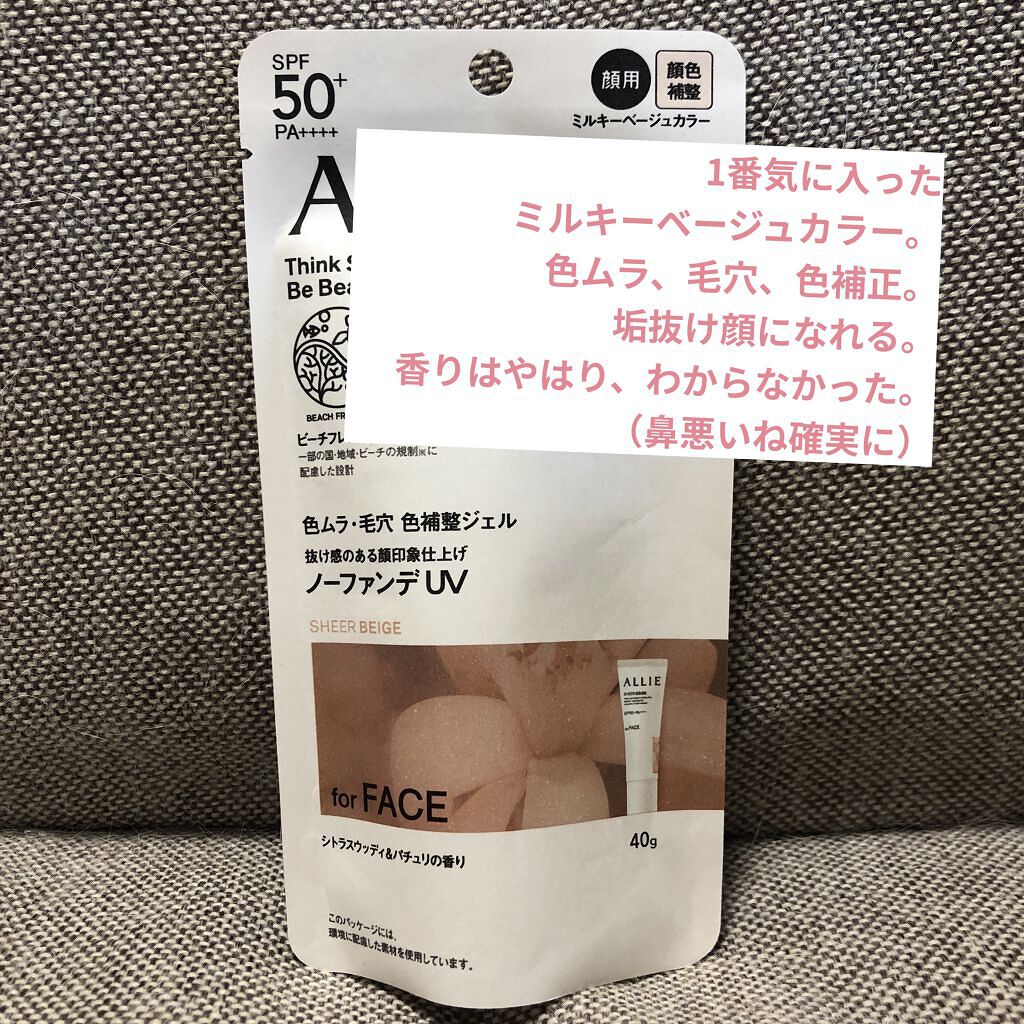 SPF
50+
PA++++
顔用
顔色
補整
ミルキーベージュカラー
1番気に入った
ミルキーベージュカラー。
色ムラ、毛穴、色補正。
垢抜け顔になれる。
香りはやはり、わからなかった。
（鼻悪いね確実に）
A
Think
Be Bea
BEACH FR
ビーチフレ
一部の国・地域・ビーチの規制※に
配慮した設計
色ムラ・毛穴 色補整ジェル
抜け感のある顔印象仕上げ
ノーファンデUV
SHEER BEIGE
ALLIE
for FACE
40g
シトラスウッディ&パチュリの香り
このパッケージには、
環境に配慮した素材を使用しています。